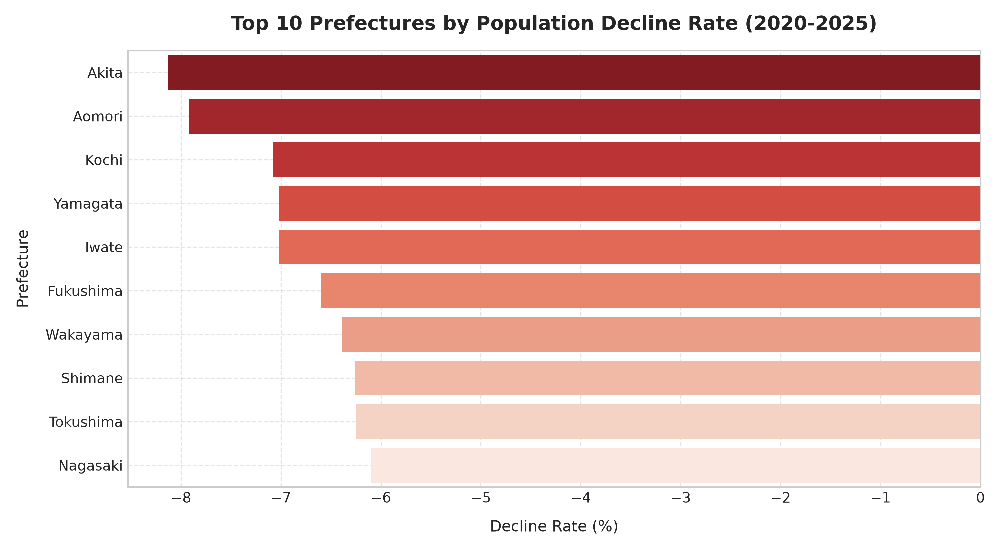 Top 10 Prefectures by Population Decline Rate (2020-2025)
Prefecture
Akita
Aomori
Kochi
Yamagata
Iwate
Fukushima
Wakayama
Shimane
Tokushima
Nagasaki
−8 −7 −6 −5 −4 −3 −2 −1 0
Decline Rate (%)